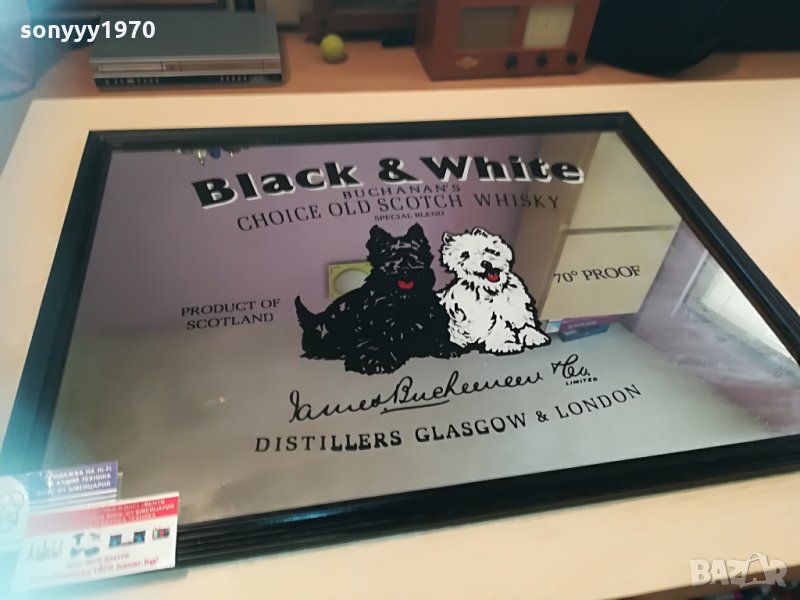 sonyyy1970
Black & White
BUCHANAN'S
CHOICE OLD SCOTCH WHISKY
SPECIAL BLEND
PRODUCT OF
SCOTLAND
70° PROOF
James Buchanan & Co.
LIMITED
DISTILLERS GLASGOW & LONDON
BAZAR